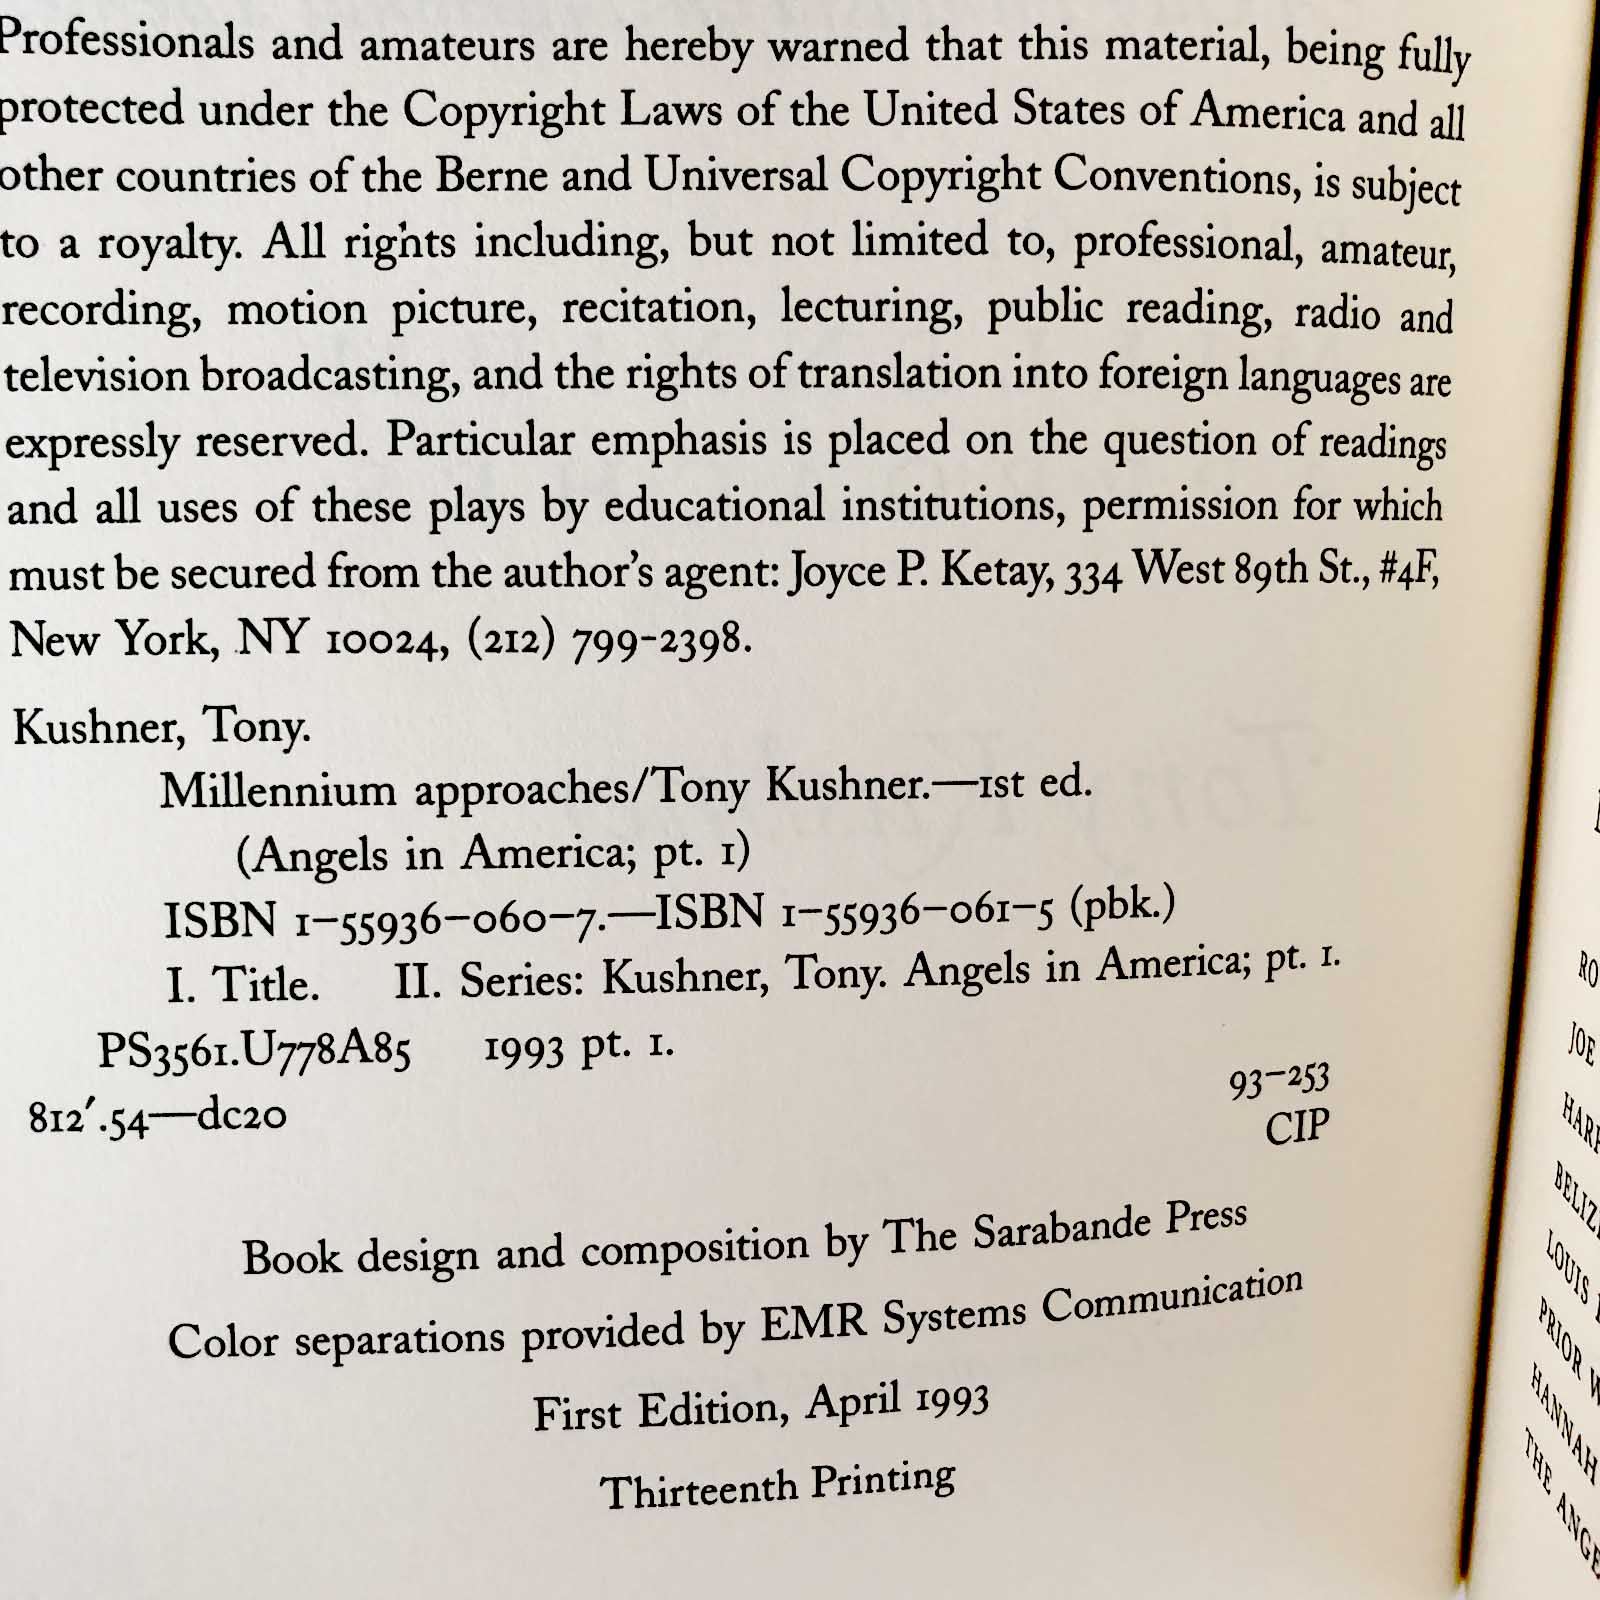 Professionals and amateurs are hereby warned that this material, being fully
protected under the Copyright Laws of the United States of America and all
other countries of the Berne and Universal Copyright Conventions, is subject
to a royalty. All rights including, but not limited to, professional, amateur,
recording, motion picture, recitation, lecturing, public reading, radio and
television broadcasting, and the rights of translation into foreign languages are
expressly reserved. Particular emphasis is placed on the question of readings
and all uses of these plays by educational institutions, permission for which
must be secured from the author's agent: Joyce P. Ketay, 334 West 89th St., #4F,
New York, NY 10024, (212) 799-2398.
Kushner, Tony.
Millennium approaches/Tony Kushner.—1st ed.
(Angels in America; pt. 1)
ISBN 1–55936–060–7.—ISBN 1–55936–061–5 (pbk.)
I. Title. II. Series: Kushner, Tony. Angels in America; pt. 1.
PS3561.U778A85 1993 pt. 1.
812′.54—dc20
93–253
CIP
Book design and composition by The Sarabande Press
Color separations provided by EMR Systems Communication
First Edition, April 1993
Thirteenth Printing
RO
JOE
HARP
BELIZ
LOUIS
PRIOR W
HANNAH
THE ANGE